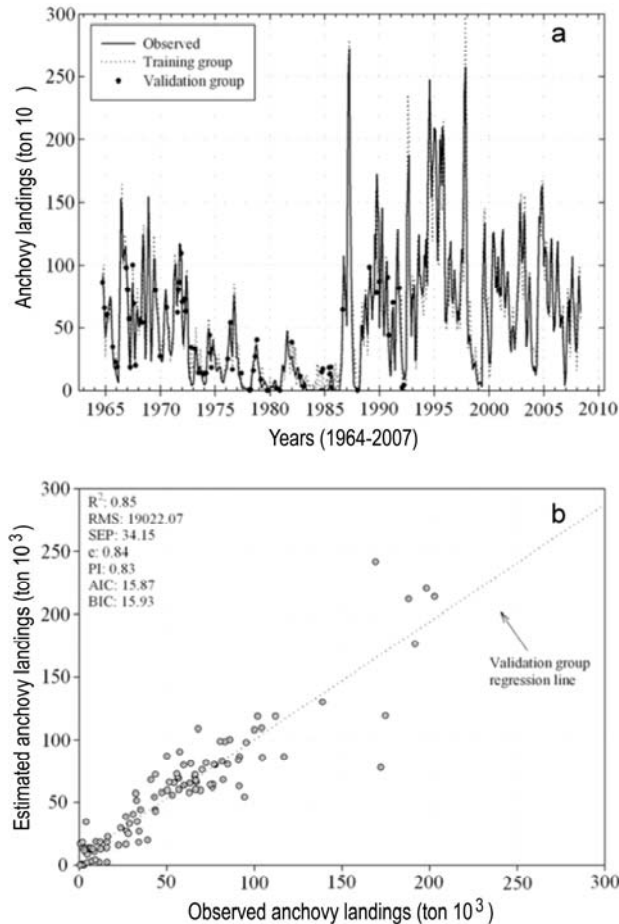 a
Observed
Training group
Validation group
Anchovy landings (ton 10
300
250
200
150
100
50
0
1965 1970 1975 1980 1985 1990 1995 2000 2005 2010
Years (1964-2007)
b
R²: 0.85
RMS: 19022.07
SEP: 34.15
e: 0.84
PI: 0.83
AIC: 15.87
BIC: 15.93
Validation group
regression line
Estimated anchovy landings (ton 10³)
300
250
200
150
100
50
0
0 50 100 150 200 250 300
Observed anchovy landings (ton 10³)